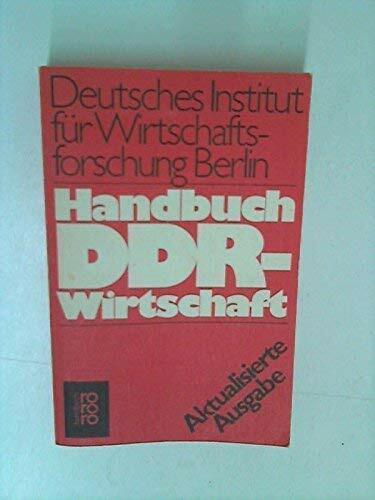 Deutsches Institut
für Wirtschafts-
forschung Berlin
Handbuch
DDR-
Wirtschaft
Aktualisierte
Ausgabe
rororo